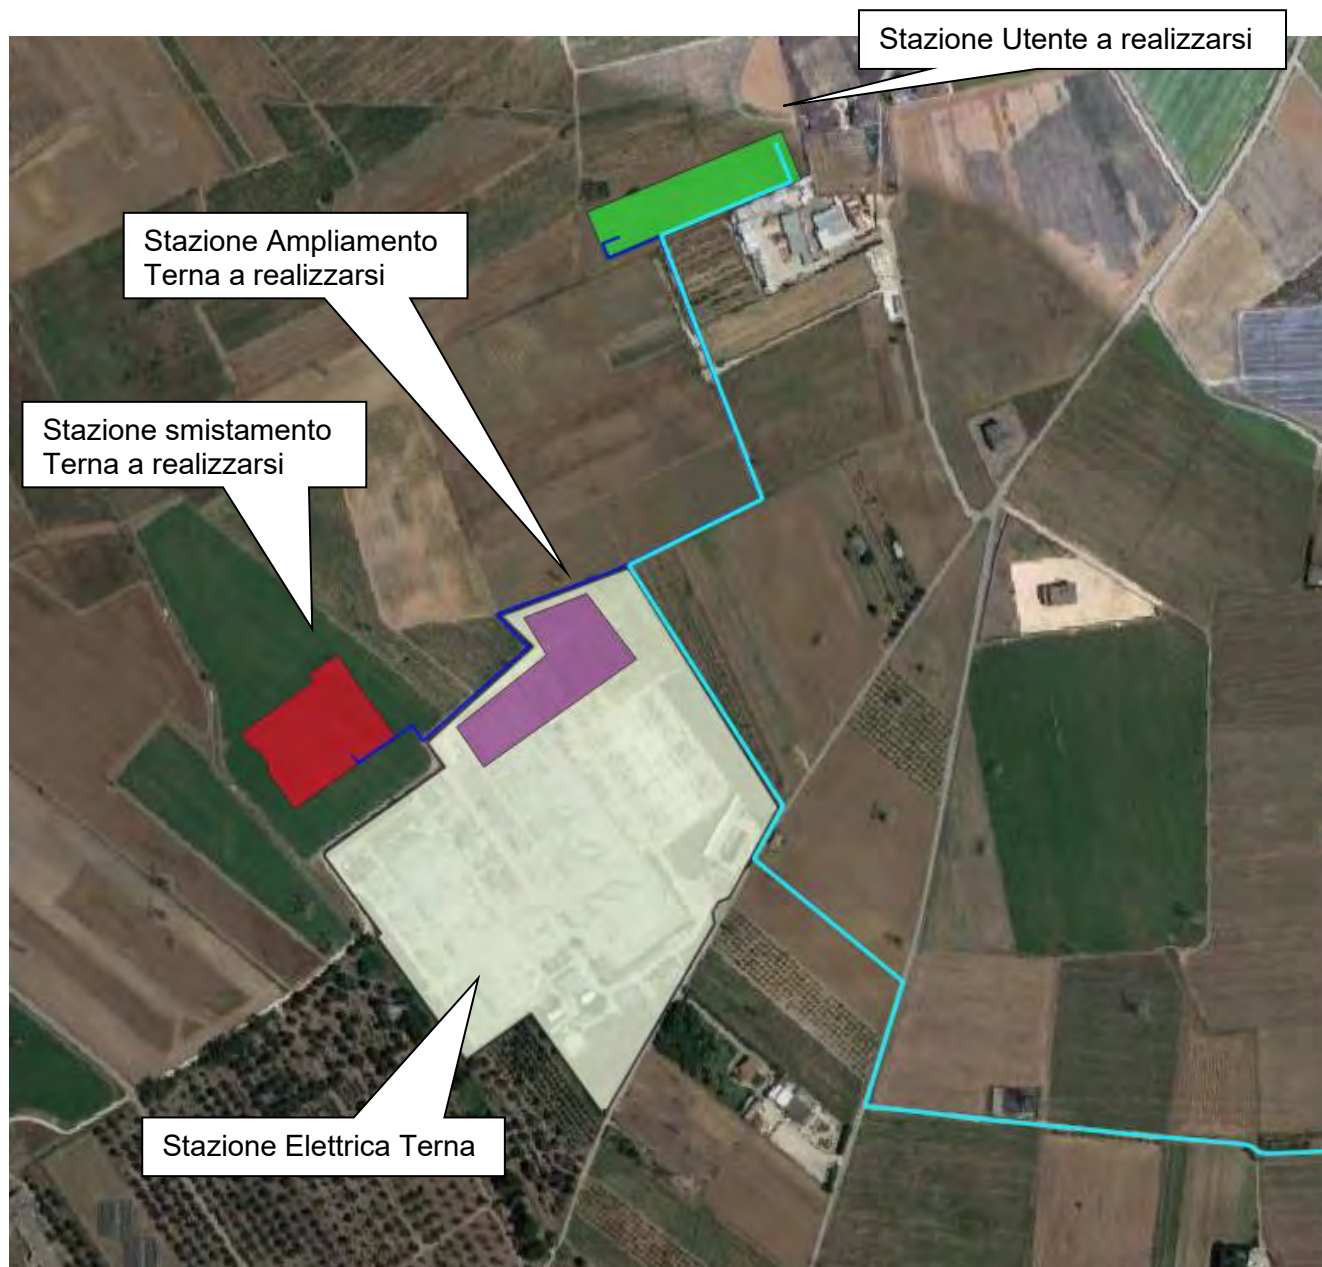 Stazione Utente a realizzarsi
Stazione Ampliamento
Terna a realizzarsi
Stazione smistamento
Terna a realizzarsi
Stazione Elettrica Terna